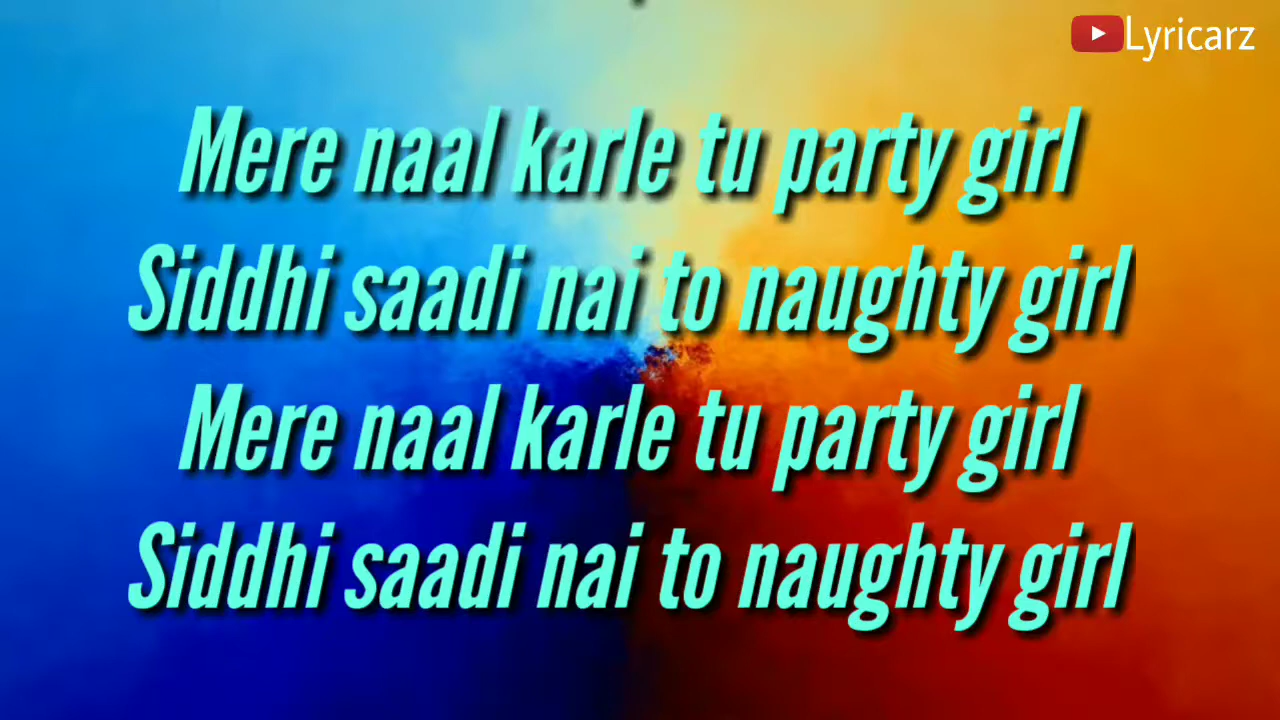 Lyricarz
Mere naal karle tu party girl
Siddhi saadi nai to naughty girl
Mere naal karle tu party girl
Siddhi saadi nai to naughty girl